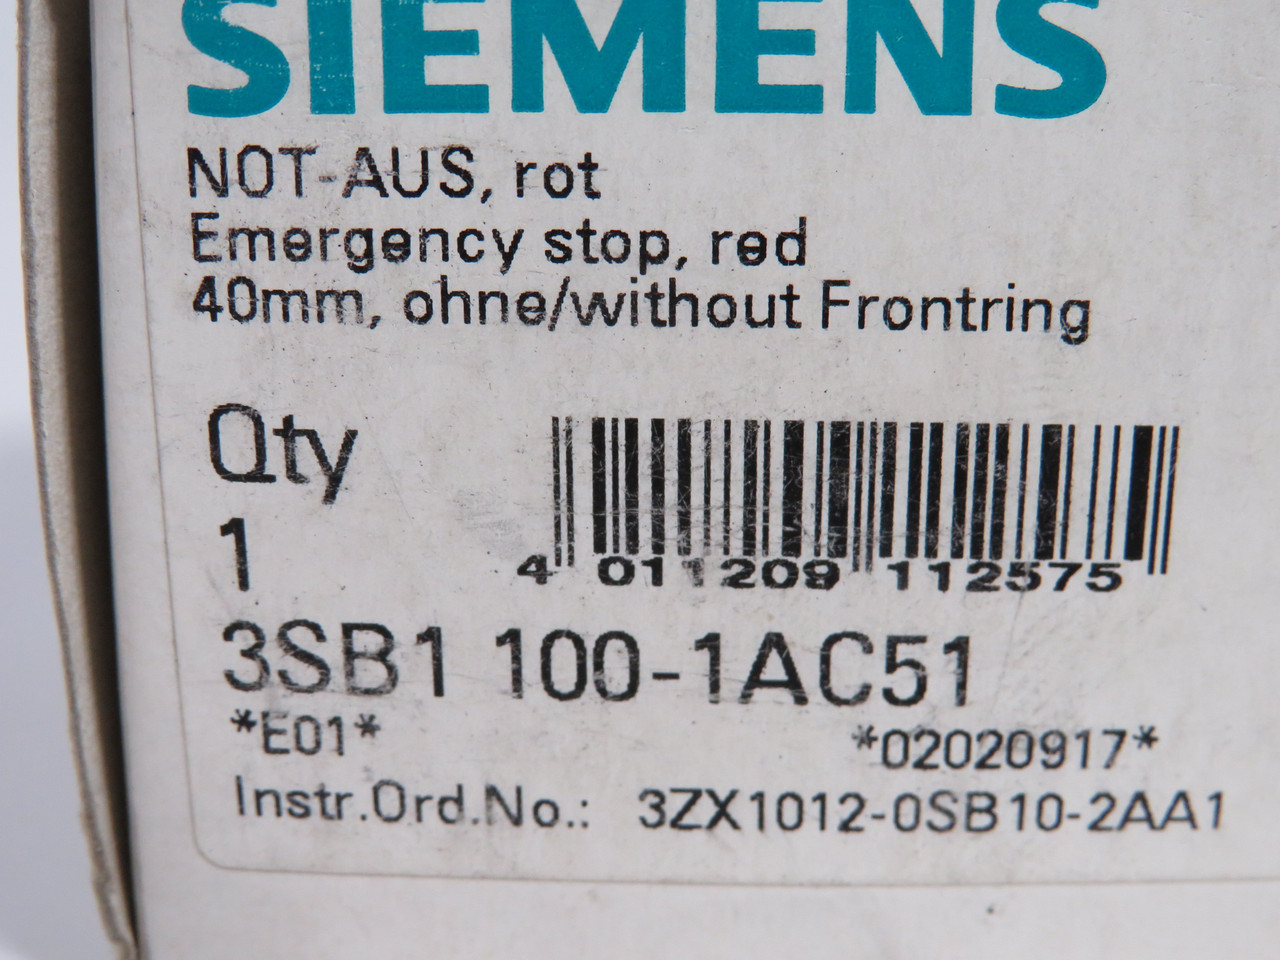 SIEMENS
NOT-AUS, rot
Emergency stop, red
40mm, ohne/without Frontring
Qty
1
4 011209 112575
3SB1 100-1AC51
*E01* *02020917*
Instr.Ord.No.: 3ZX1012-0SB10-2AA1